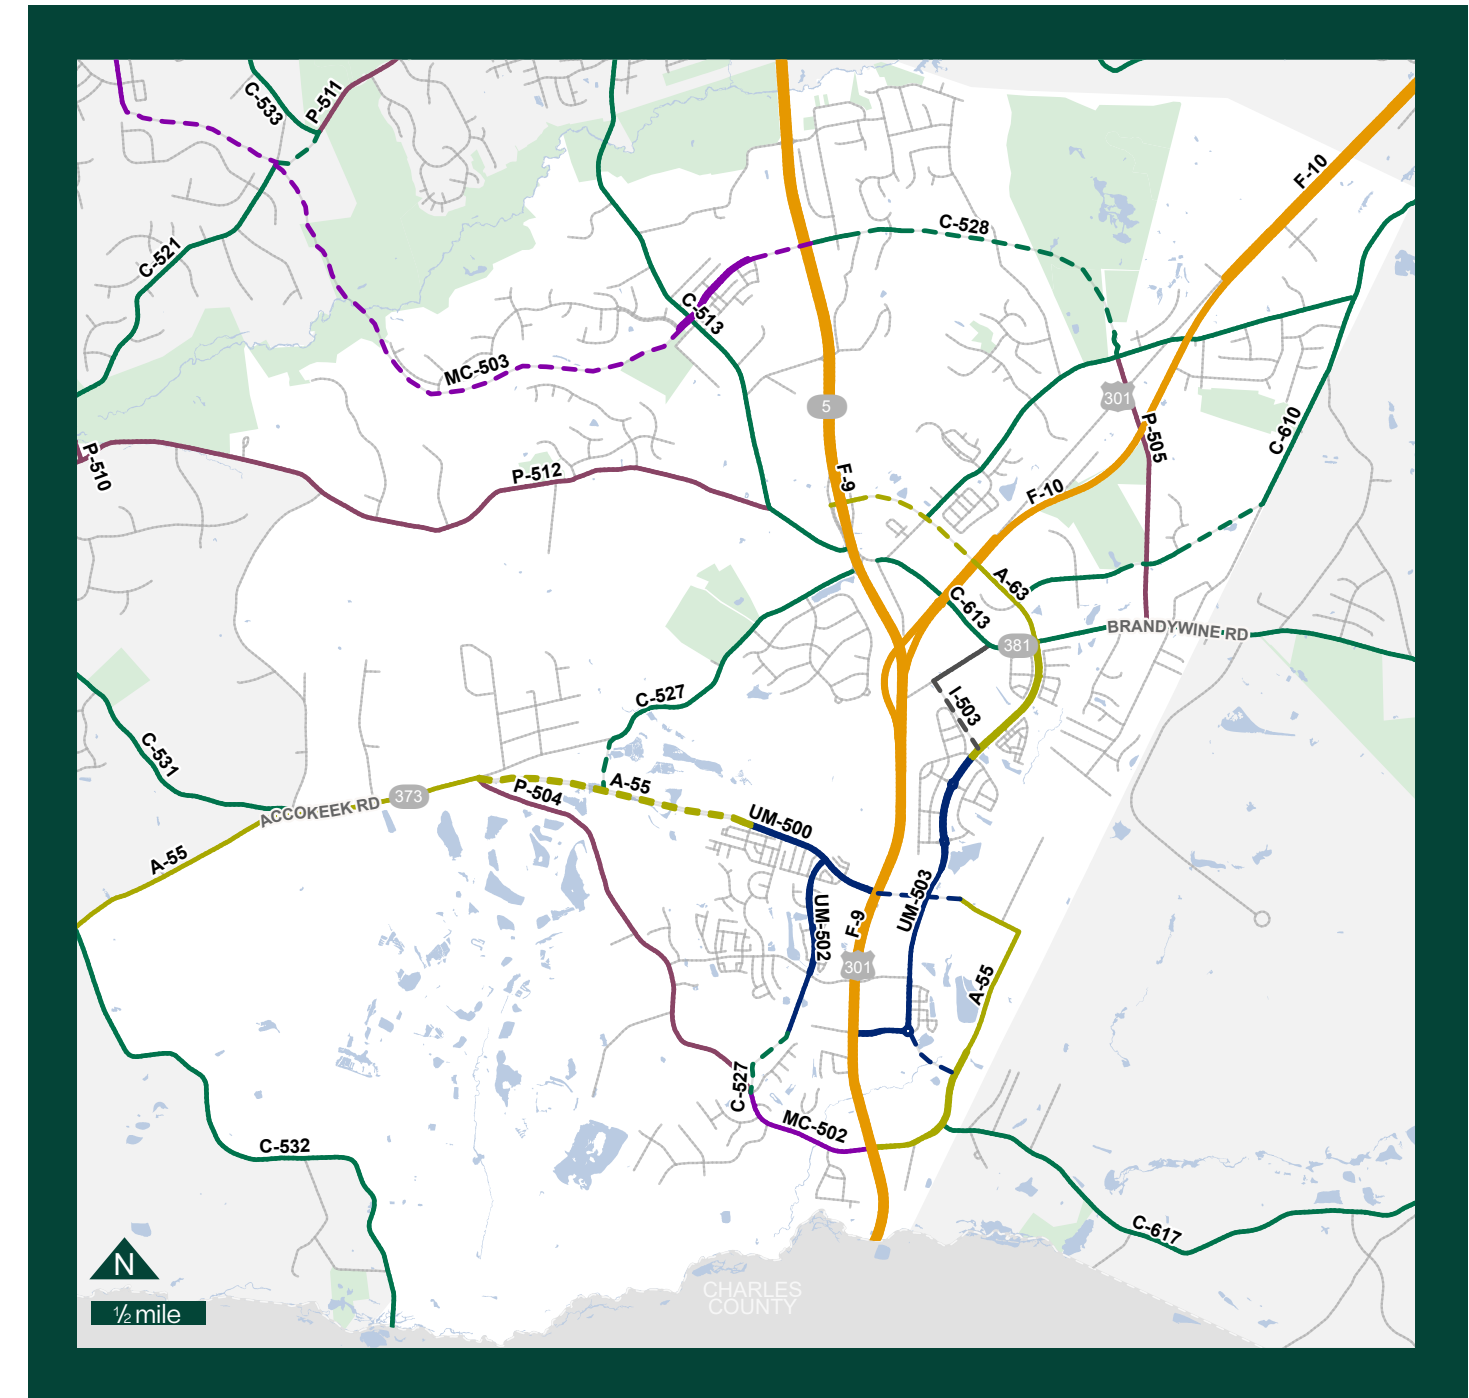 C-533
P-511
F-10
C-521
C-528
C-513
MC-503
5
301
P-505
C-610
P-510
P-512
F-9
F-10
A-63
C-613
381
BRANDYWINE RD
C-527
I-503
C-531
ACCOKEEK RD
373
P-504
A-55
UM-500
A-55
UM-502
F-9
UM-503
301
A-55
C-527
MC-502
C-532
C-617
N
½ mile
CHARLES
COUNTY